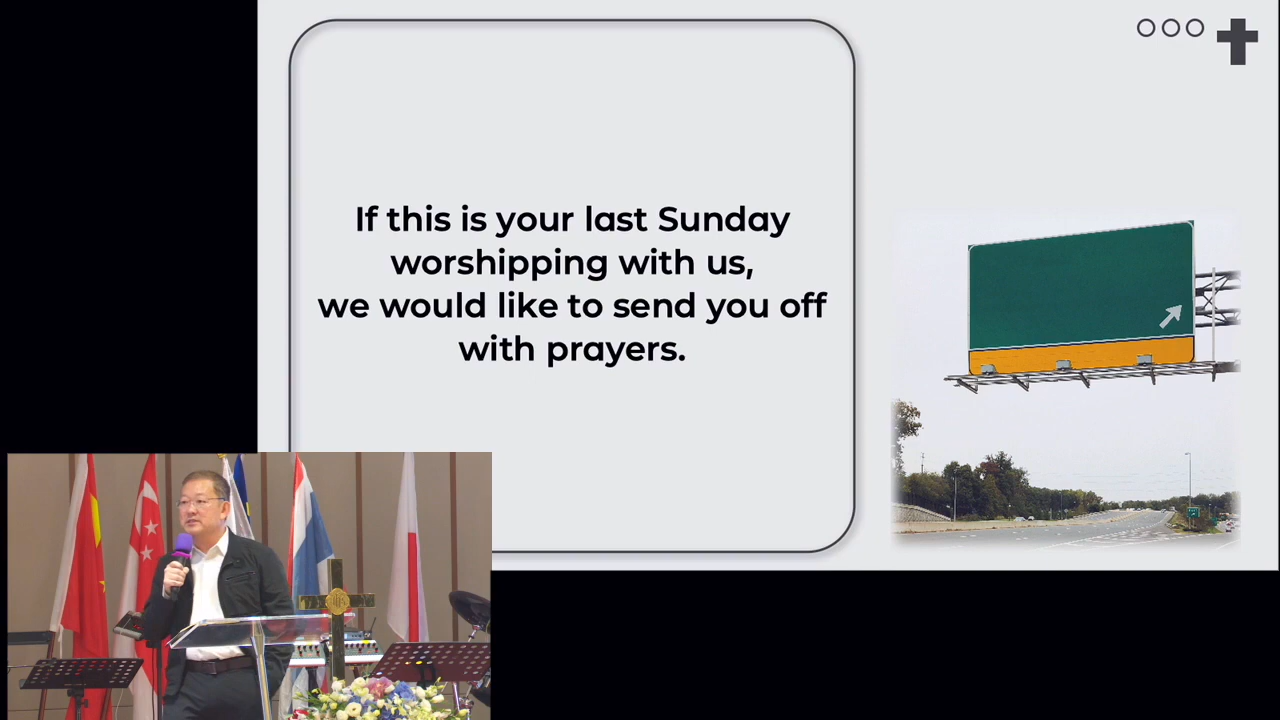 If this is your last Sunday
worshipping with us,
we would like to send you off
with prayers.